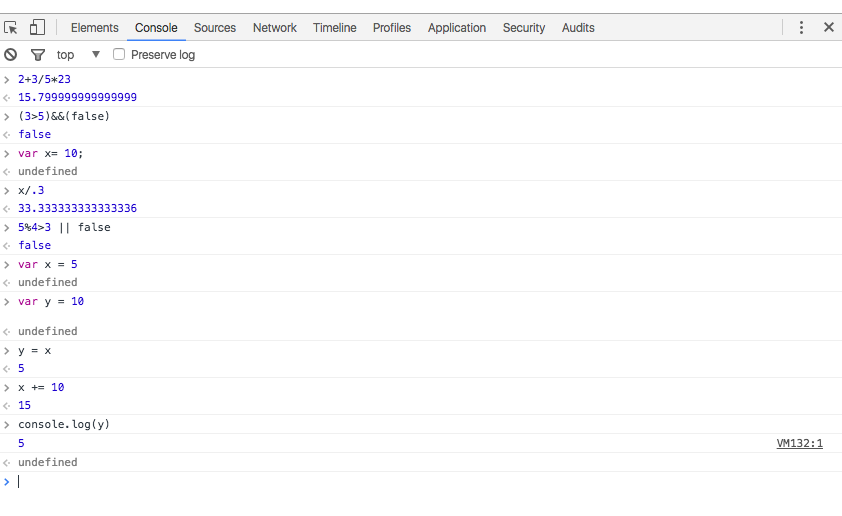 Elements Console Sources Network Timeline Profiles Application Security Audits
top Preserve log
2+3/5*23
15.799999999999999
(3>5)&&(false)
false
var x= 10;
undefined
x/.3
33.333333333333336
5%4>3 || false
false
var x = 5
undefined
var y = 10
undefined
y = x
5
x += 10
15
console.log(y)
5 VM132:1
undefined